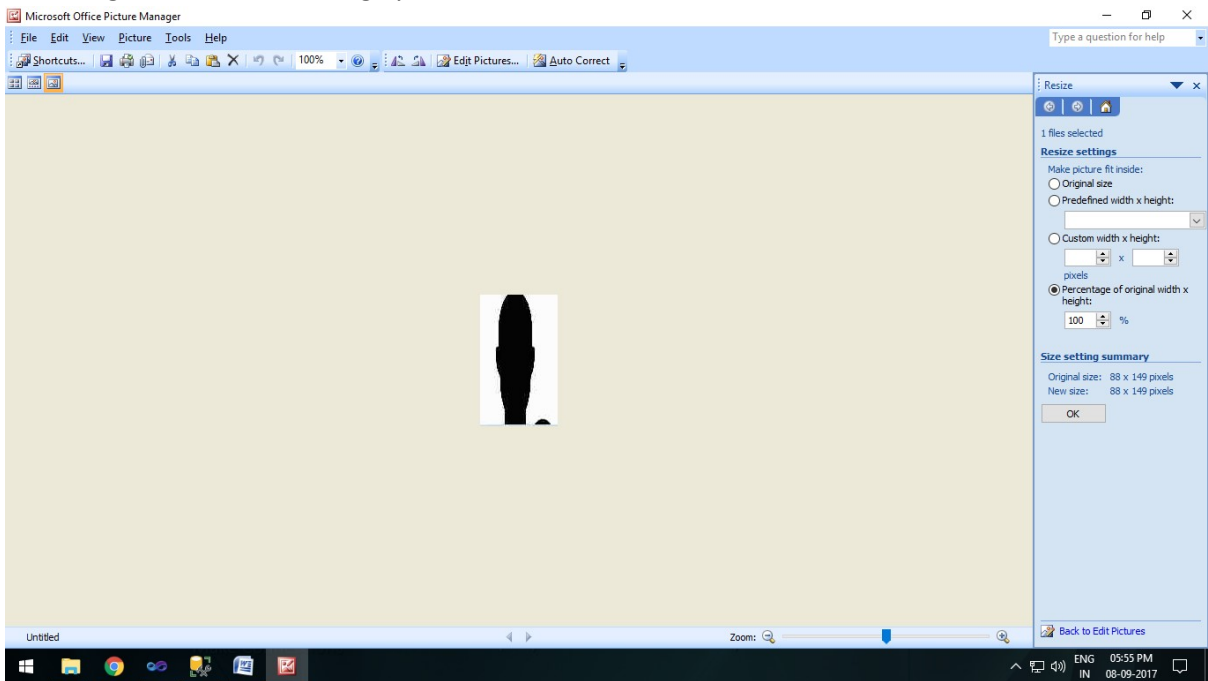 Microsoft Office Picture Manager
File Edit View Picture Tools Help
Type a question for help
Shortcuts... 100% Edit Pictures... Auto Correct
Resize
1 files selected
Resize settings
Make picture fit inside:
Original size
Predefined width x height:
Custom width x height:
x
pixels
Percentage of original width x
height:
100 %
Size setting summary
Original size: 88 x 149 pixels
New size: 88 x 149 pixels
OK
Back to Edit Pictures
Untitled
Zoom:
ENG 05:55 PM
IN 08-09-2017